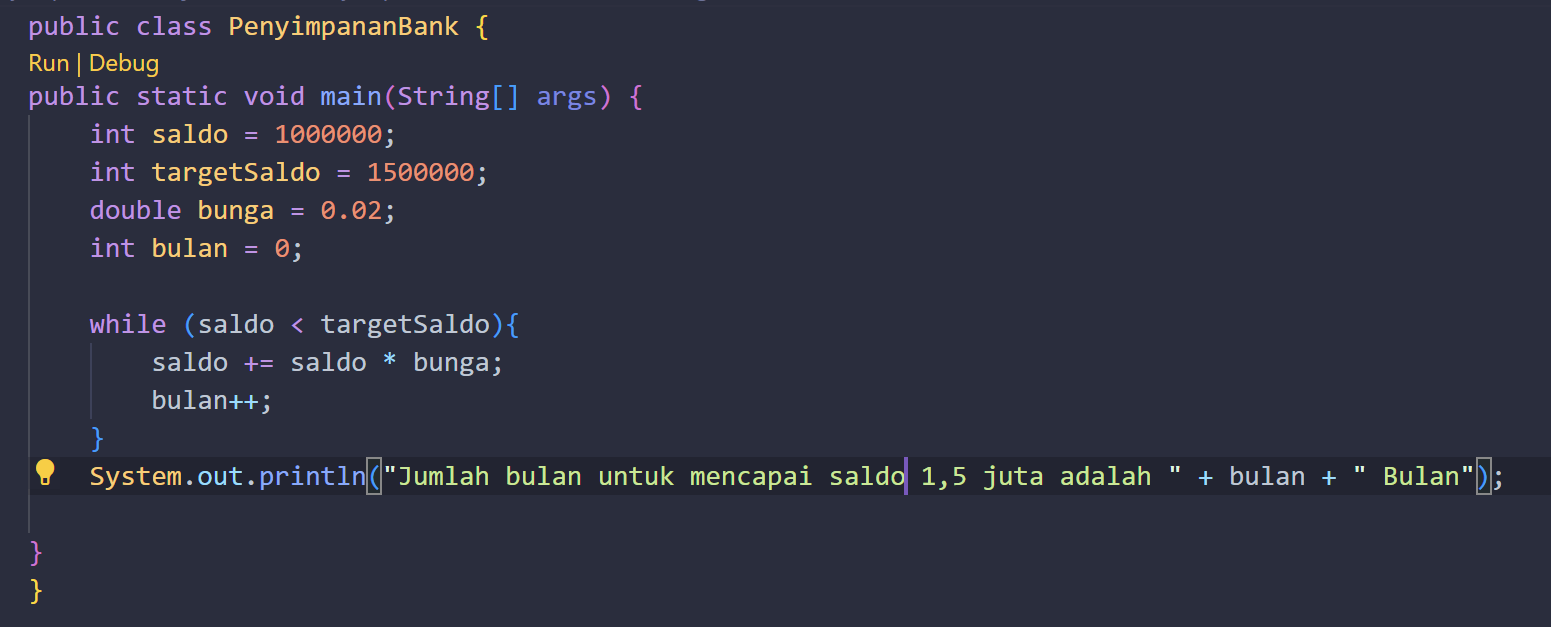 public class PenyimpananBank {
Run | Debug
public static void main(String[] args) {
    int saldo = 1000000;
    int targetSaldo = 1500000;
    double bunga = 0.02;
    int bulan = 0;

    while (saldo < targetSaldo){
        saldo += saldo * bunga;
        bulan++;
    }
    System.out.println("Jumlah bulan untuk mencapai saldo 1,5 juta adalah " + bulan + " Bulan");

}
}